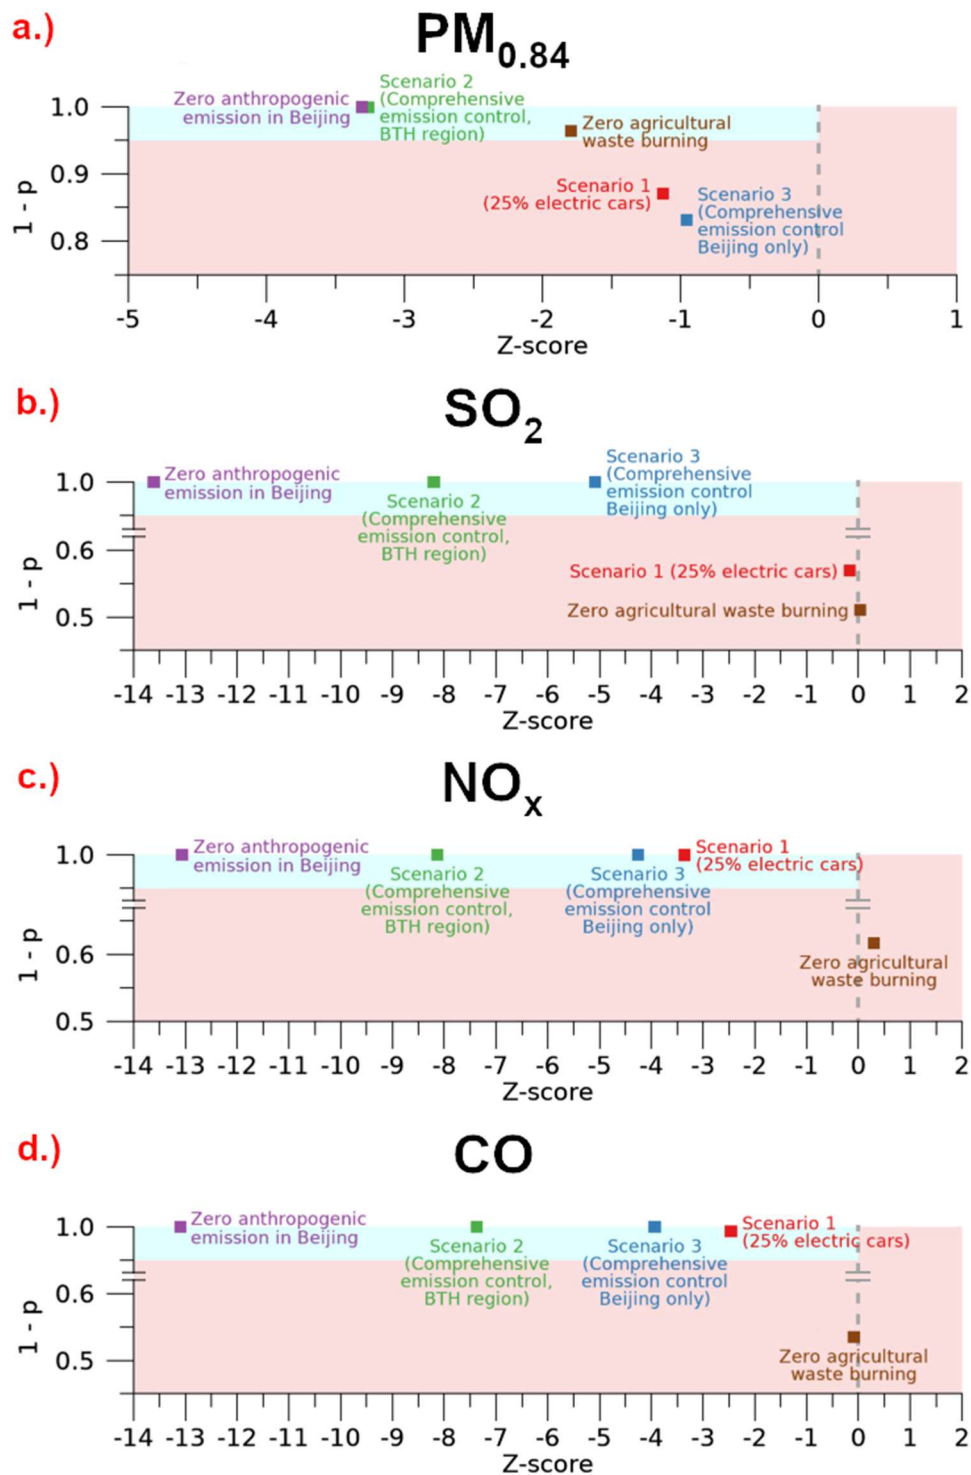 a.)
PM0.84
Zero anthropogenic
emission in Beijing
Scenario 2
(Comprehensive
emission control,
BTH region)
Zero agricultural
waste burning
Scenario 1
(25% electric cars)
Scenario 3
(Comprehensive
emission control
Beijing only)
1.0
0.9
0.8
1 - p
-5 -4 -3 -2 -1 0 1
Z-score
b.)
SO2
Zero anthropogenic
emission in Beijing
Scenario 2
(Comprehensive
emission control,
BTH region)
Scenario 3
(Comprehensive
emission control
Beijing only)
Scenario 1 (25% electric cars)
Zero agricultural waste burning
1.0
0.6
0.5
1 - p
-14 -13 -12 -11 -10 -9 -8 -7 -6 -5 -4 -3 -2 -1 0 1 2
Z-score
c.)
NOx
Zero anthropogenic
emission in Beijing
Scenario 2
(Comprehensive
emission control,
BTH region)
Scenario 3
(Comprehensive
emission control
Beijing only)
Scenario 1
(25% electric cars)
Zero agricultural
waste burning
1.0
0.6
0.5
1 - p
-14 -13 -12 -11 -10 -9 -8 -7 -6 -5 -4 -3 -2 -1 0 1 2
Z-score
d.)
CO
Zero anthropogenic
emission in Beijing
Scenario 2
(Comprehensive
emission control,
BTH region)
Scenario 3
(Comprehensive
emission control
Beijing only)
Scenario 1
(25% electric cars)
Zero agricultural
waste burning
1.0
0.6
0.5
1 - p
-14 -13 -12 -11 -10 -9 -8 -7 -6 -5 -4 -3 -2 -1 0 1 2
Z-score